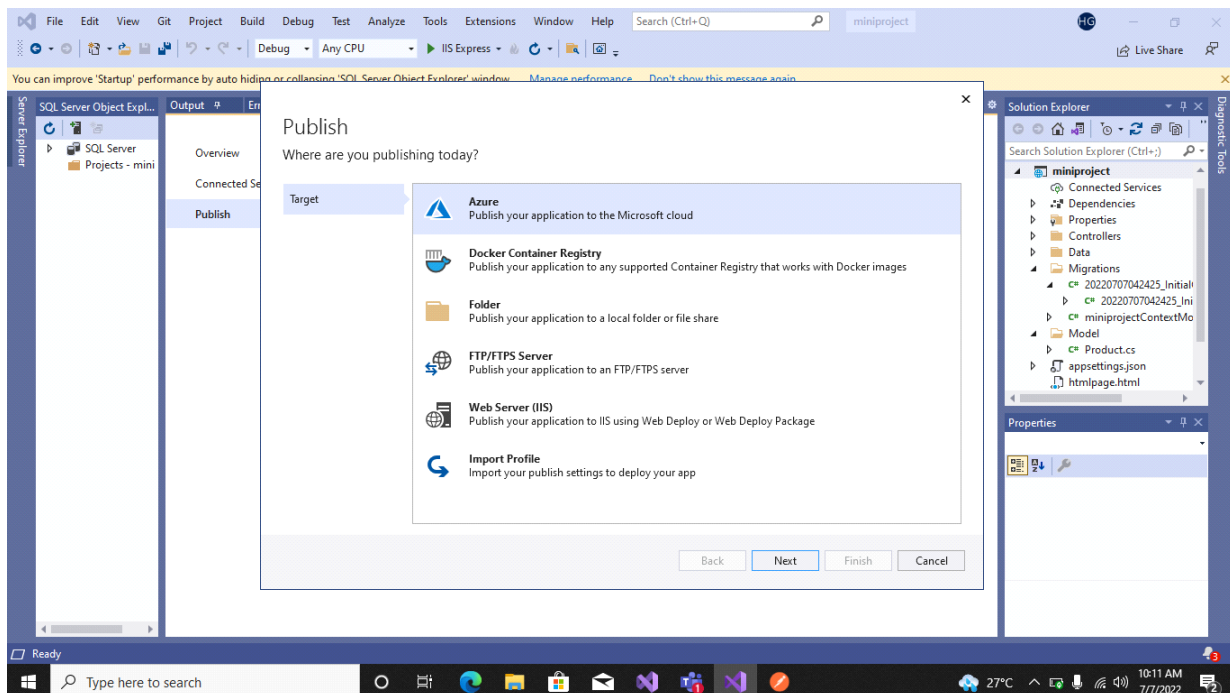 File Edit View Git Project Build Debug Test Analyze Tools Extensions Window Help Search (Ctrl+Q) miniproject HG
Debug Any CPU IIS Express Live Share
You can improve 'Startup' performance by auto hiding or collapsing 'SQL Server Object Explorer' window. Manage performance Don't show this message again
Server Explorer
SQL Server Object Expl...
SQL Server
Projects - mini
Output
Overview
Connected Se
Publish
Publish
Where are you publishing today?
Target
Azure
Publish your application to the Microsoft cloud
Docker Container Registry
Publish your application to any supported Container Registry that works with Docker images
Folder
Publish your application to a local folder or file share
FTP/FTPS Server
Publish your application to an FTP/FTPS server
Web Server (IIS)
Publish your application to IIS using Web Deploy or Web Deploy Package
Import Profile
Import your publish settings to deploy your app
Back Next Finish Cancel
Solution Explorer
Search Solution Explorer (Ctrl+;)
miniproject
Connected Services
Dependencies
Properties
Controllers
Data
Migrations
C# 20220707042425_Initial
C# 20220707042425_Ini
C# miniprojectContextMo
Model
C# Product.cs
appsettings.json
htmlpage.html
Properties
Diagnostic Tools
Ready
3
Type here to search
1
27°C
10:11 AM
7/7/2022
2